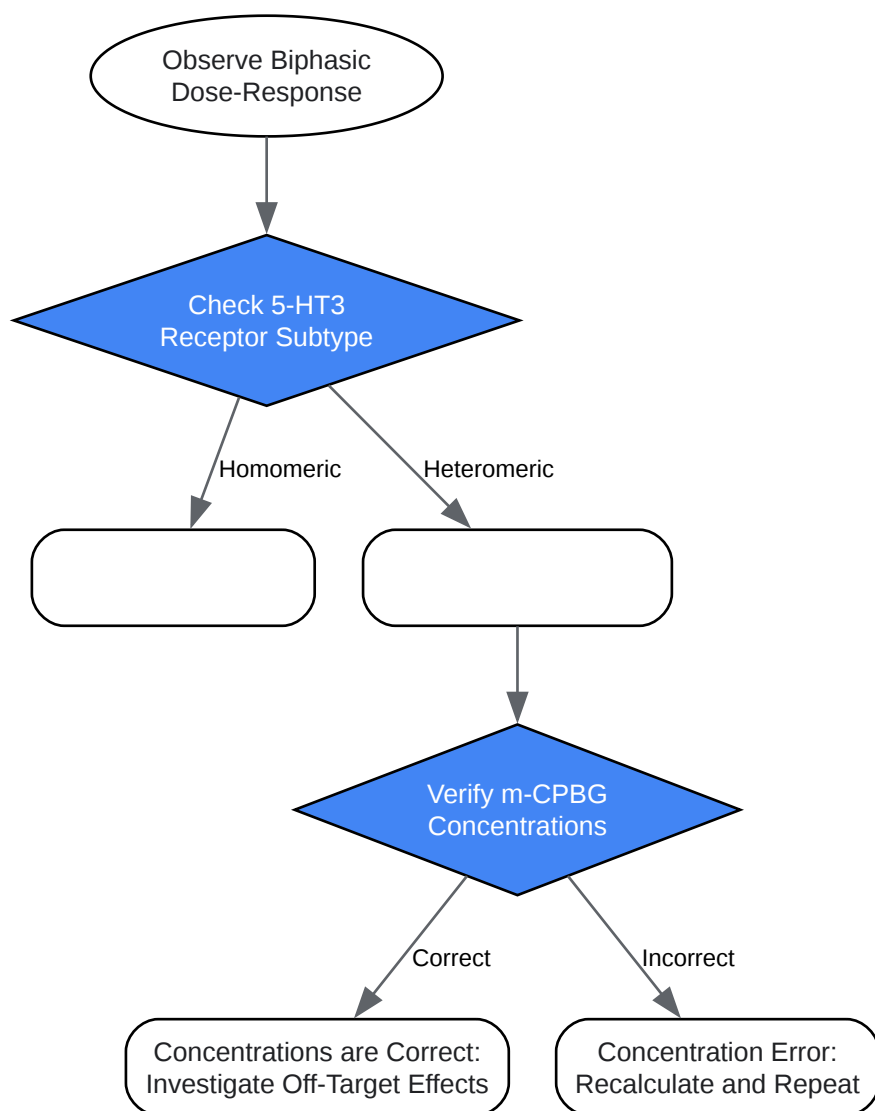 Observe Biphasic
Dose-Response
Check 5-HT3
Receptor Subtype
Homomeric
Heteromeric
Verify m-CPBG
Concentrations
Correct
Incorrect
Concentrations are Correct:
Investigate Off-Target Effects
Concentration Error:
Recalculate and Repeat